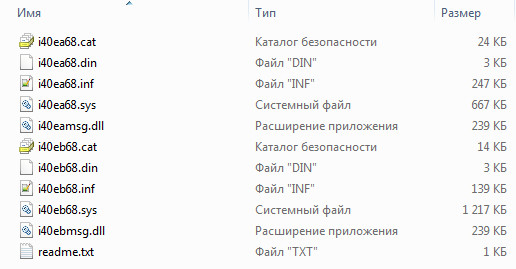 Имя Тип Размер
i40ea68.cat Каталог безопасности 24 КБ
i40ea68.din Файл "DIN" 3 КБ
i40ea68.inf Файл "INF" 247 КБ
i40ea68.sys Системный файл 667 КБ
i40eamsg.dll Расширение приложения 239 КБ
i40eb68.cat Каталог безопасности 14 КБ
i40eb68.din Файл "DIN" 3 КБ
i40eb68.inf Файл "INF" 139 КБ
i40eb68.sys Системный файл 1 217 КБ
i40ebmsg.dll Расширение приложения 239 КБ
readme.txt Файл "TXT" 1 КБ